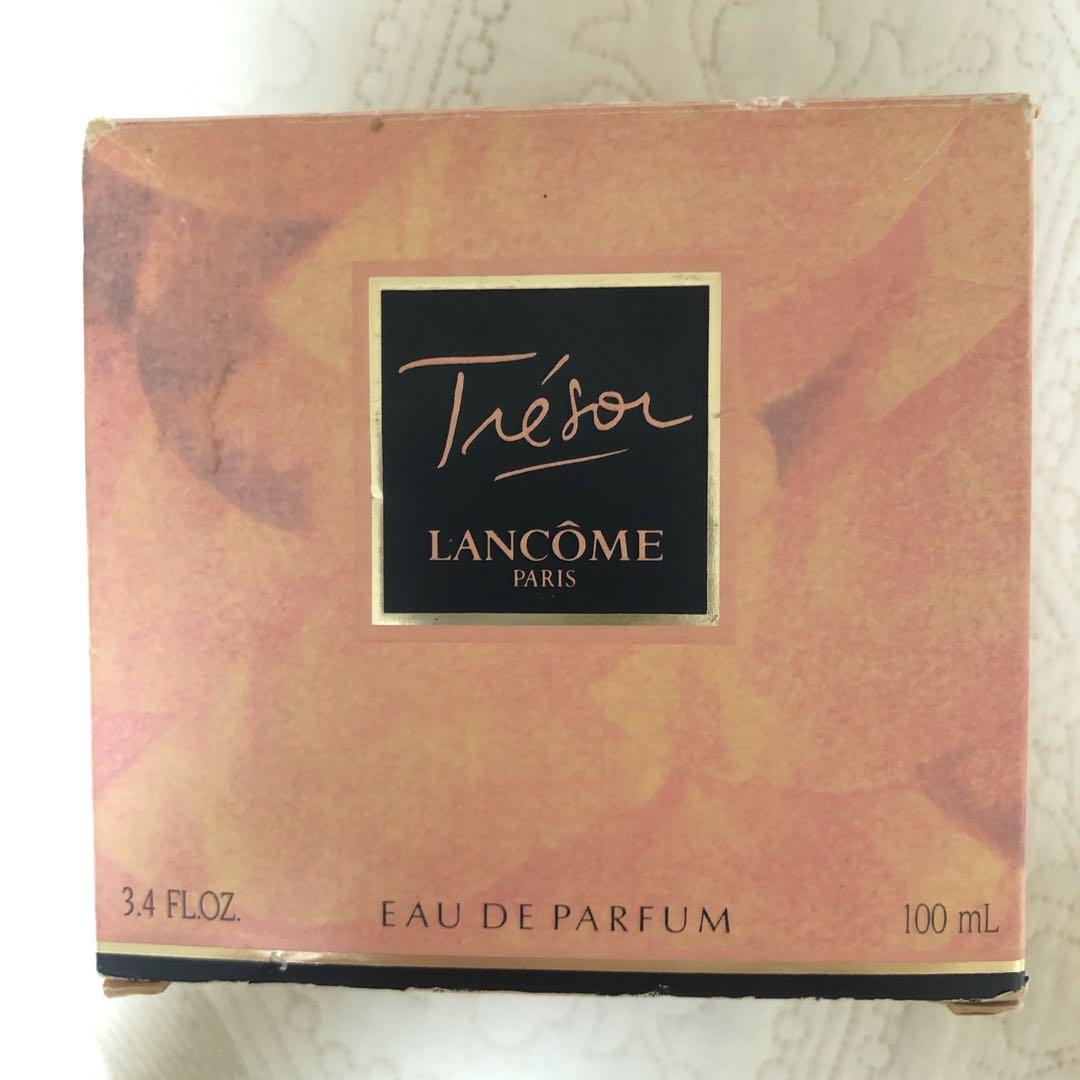 Trésor
LANCÔME
PARIS
3.4 FL.OZ.
EAU DE PARFUM
100 mL